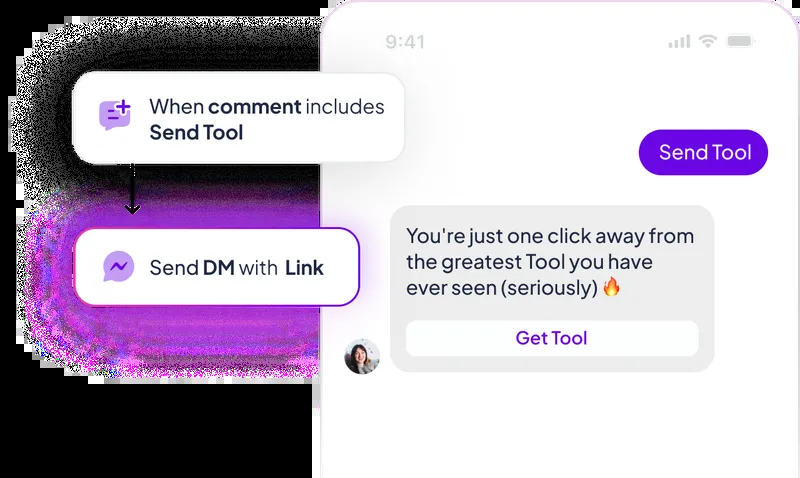 9:41
When comment includes
Send Tool
Send Tool
You're just one click away from
the greatest Tool you have
ever seen (seriously) 🔥
Send DM with Link
Get Tool